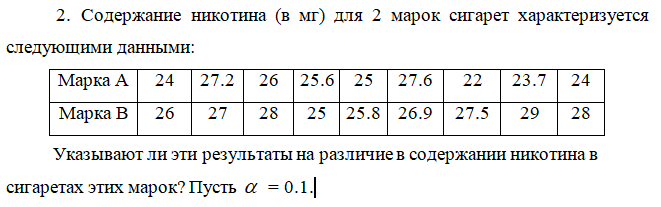 2. Содержание никотина (в мг) для 2 марок сигарет характеризуется
следующими данными:
Марка А 24 27.2 26 25.6 25 27.6 22 23.7 24
Марка В 26 27 28 25 25.8 26.9 27.5 29 28
Указывают ли эти результаты на различие в содержании никотина в
сигаретах этих марок? Пусть α = 0.1.